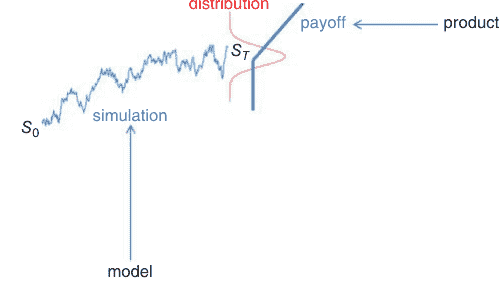 distribution
payoff
product
S_T
simulation
S_0
model